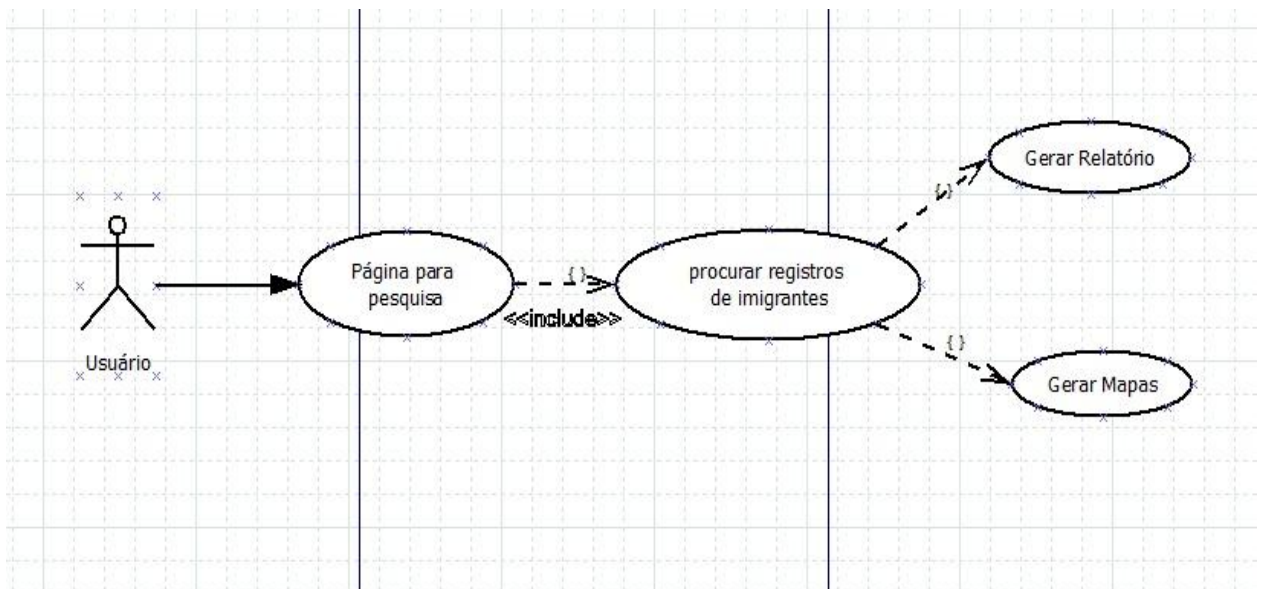 Gerar Relatório
{ }
Página para
pesquisa
{ }
procurar registros
de imigrantes
<<include>>
{ }
Usuário
Gerar Mapas